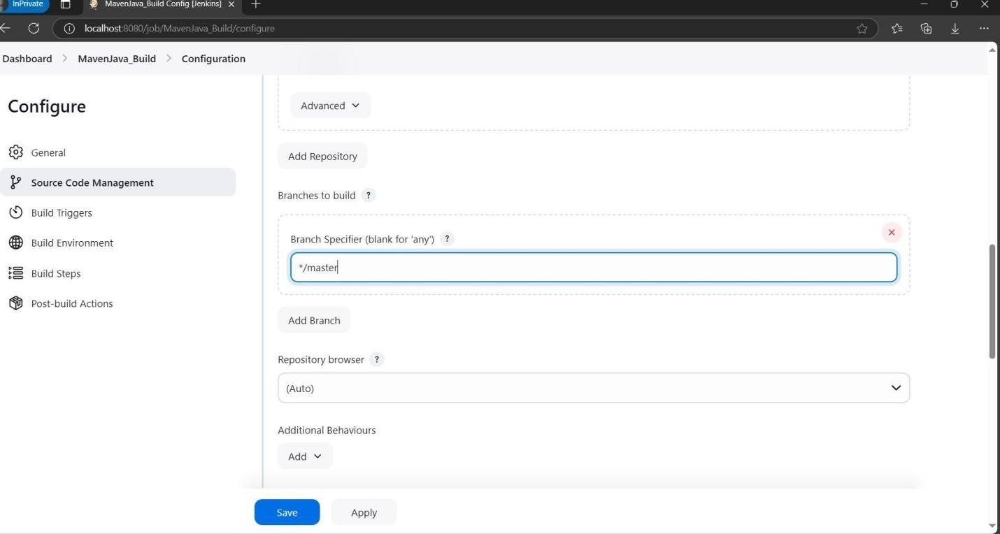 InPrivate
MavenJava_Build Config [Jenkins]
localhost:8080/job/MavenJava_Build/configure
Dashboard > MavenJava_Build > Configuration
Configure
General
Source Code Management
Build Triggers
Build Environment
Build Steps
Post-build Actions
Advanced
Add Repository
Branches to build ?
Branch Specifier (blank for 'any') ?
*/master
Add Branch
Repository browser ?
(Auto)
Additional Behaviours
Add
Save
Apply